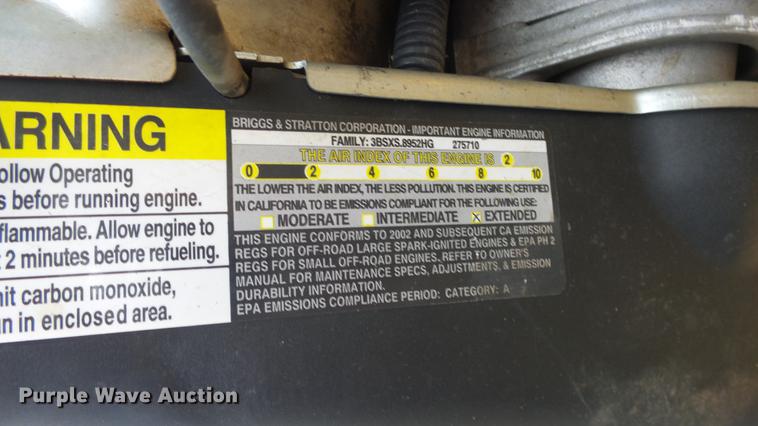 ARNING
ollow Operating
s before running engine.
flammable. Allow engine to
2 minutes before refueling.
nit carbon monoxide,
n in enclosed area.
BRIGGS & STRATTON CORPORATION - IMPORTANT ENGINE INFORMATION
FAMILY: 3BSXS.8952HG 275710
THE AIR INDEX OF THIS ENGINE IS 2
0 2 4 6 8 10
THE LOWER THE AIR INDEX, THE LESS POLLUTION. THIS ENGINE IS CERTIFIED
IN CALIFORNIA TO BE EMISSIONS COMPLIANT FOR THE FOLLOWING USE:
MODERATE INTERMEDIATE X EXTENDED
THIS ENGINE CONFORMS TO 2002 AND SUBSEQUENT CA EMISSION
REGS FOR OFF-ROAD LARGE SPARK-IGNITED ENGINES & EPA PH 2
REGS FOR SMALL OFF-ROAD ENGINES. REFER TO OWNER'S
MANUAL FOR MAINTENANCE SPECS, ADJUSTMENTS, & EMISSION
DURABILITY INFORMATION.
EPA EMISSIONS COMPLIANCE PERIOD: CATEGORY: A
Purple Wave Auction